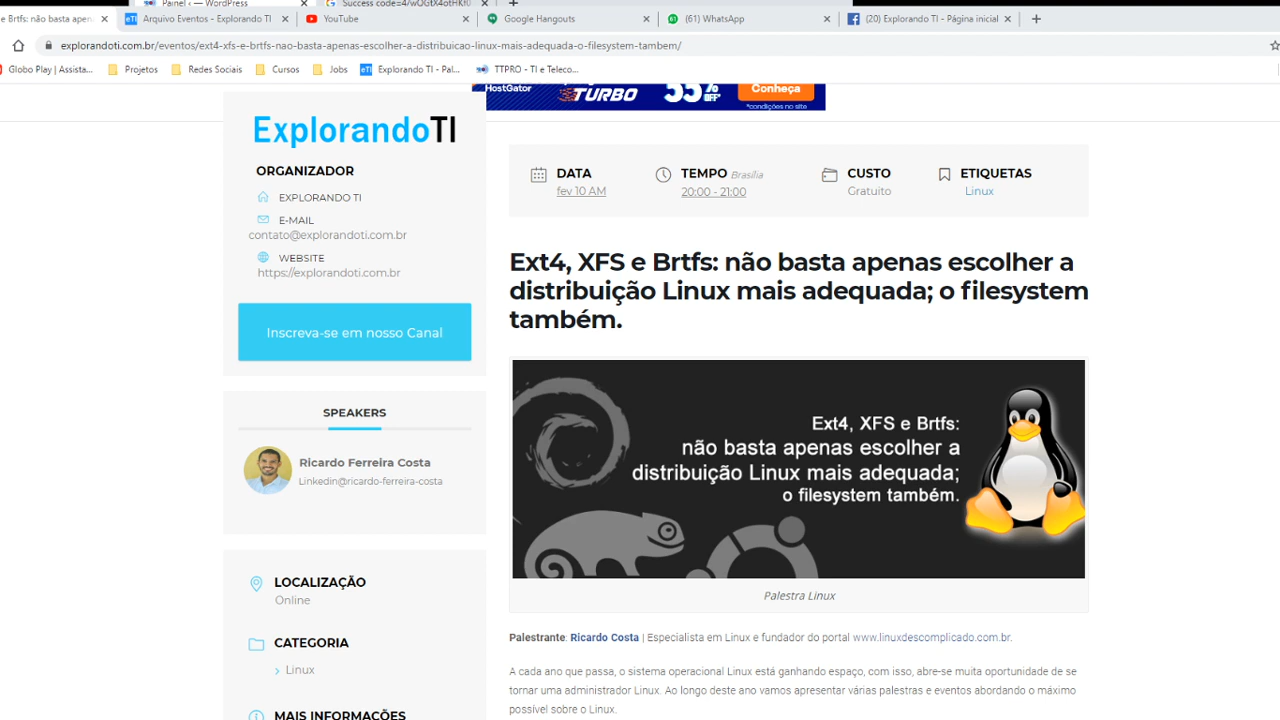 Painel ‹ — WordPress
Success code=4/wQGtX4otHKf0
e Brtfs: não basta apen
Arquivo Eventos - Explorando TI
YouTube
Google Hangouts
(61) WhatsApp
(20) Explorando TI - Página inicial
explorandoti.com.br/eventos/ext4-xfs-e-brtfs-nao-basta-apenas-escolher-a-distribuicao-linux-mais-adequada-o-filesystem-tambem/
Globo Play | Assista...
Projetos
Redes Sociais
Cursos
Jobs
Explorando TI - Pal...
TTPRO - TI e Teleco...
HostGator
TURBO
55% OFF*
Conheça
*condições no site
ExplorandoTI
ORGANIZADOR
EXPLORANDO TI
E-MAIL
contato@explorandoti.com.br
WEBSITE
https://explorandoti.com.br
Inscreva-se em nosso Canal
SPEAKERS
Ricardo Ferreira Costa
Linkedin@ricardo-ferreira-costa
LOCALIZAÇÃO
Online
CATEGORIA
Linux
MAIS INFORMAÇÕES
DATA
fev 10 AM
TEMPO Brasília
20:00 - 21:00
CUSTO
Gratuito
ETIQUETAS
Linux
Ext4, XFS e Brtfs: não basta apenas escolher a
distribuição Linux mais adequada; o filesystem
também.
Ext4, XFS e Brtfs:
não basta apenas escolher a
distribuição Linux mais adequada;
o filesystem também.
Palestra Linux
Palestrante: Ricardo Costa | Especialista em Linux e fundador do portal www.linuxdescomplicado.com.br.
A cada ano que passa, o sistema operacional Linux está ganhando espaço, com isso, abre-se muita oportunidade de se
tornar uma administrador Linux. Ao longo deste ano vamos apresentar várias palestras e eventos abordando o máximo
possível sobre o Linux.